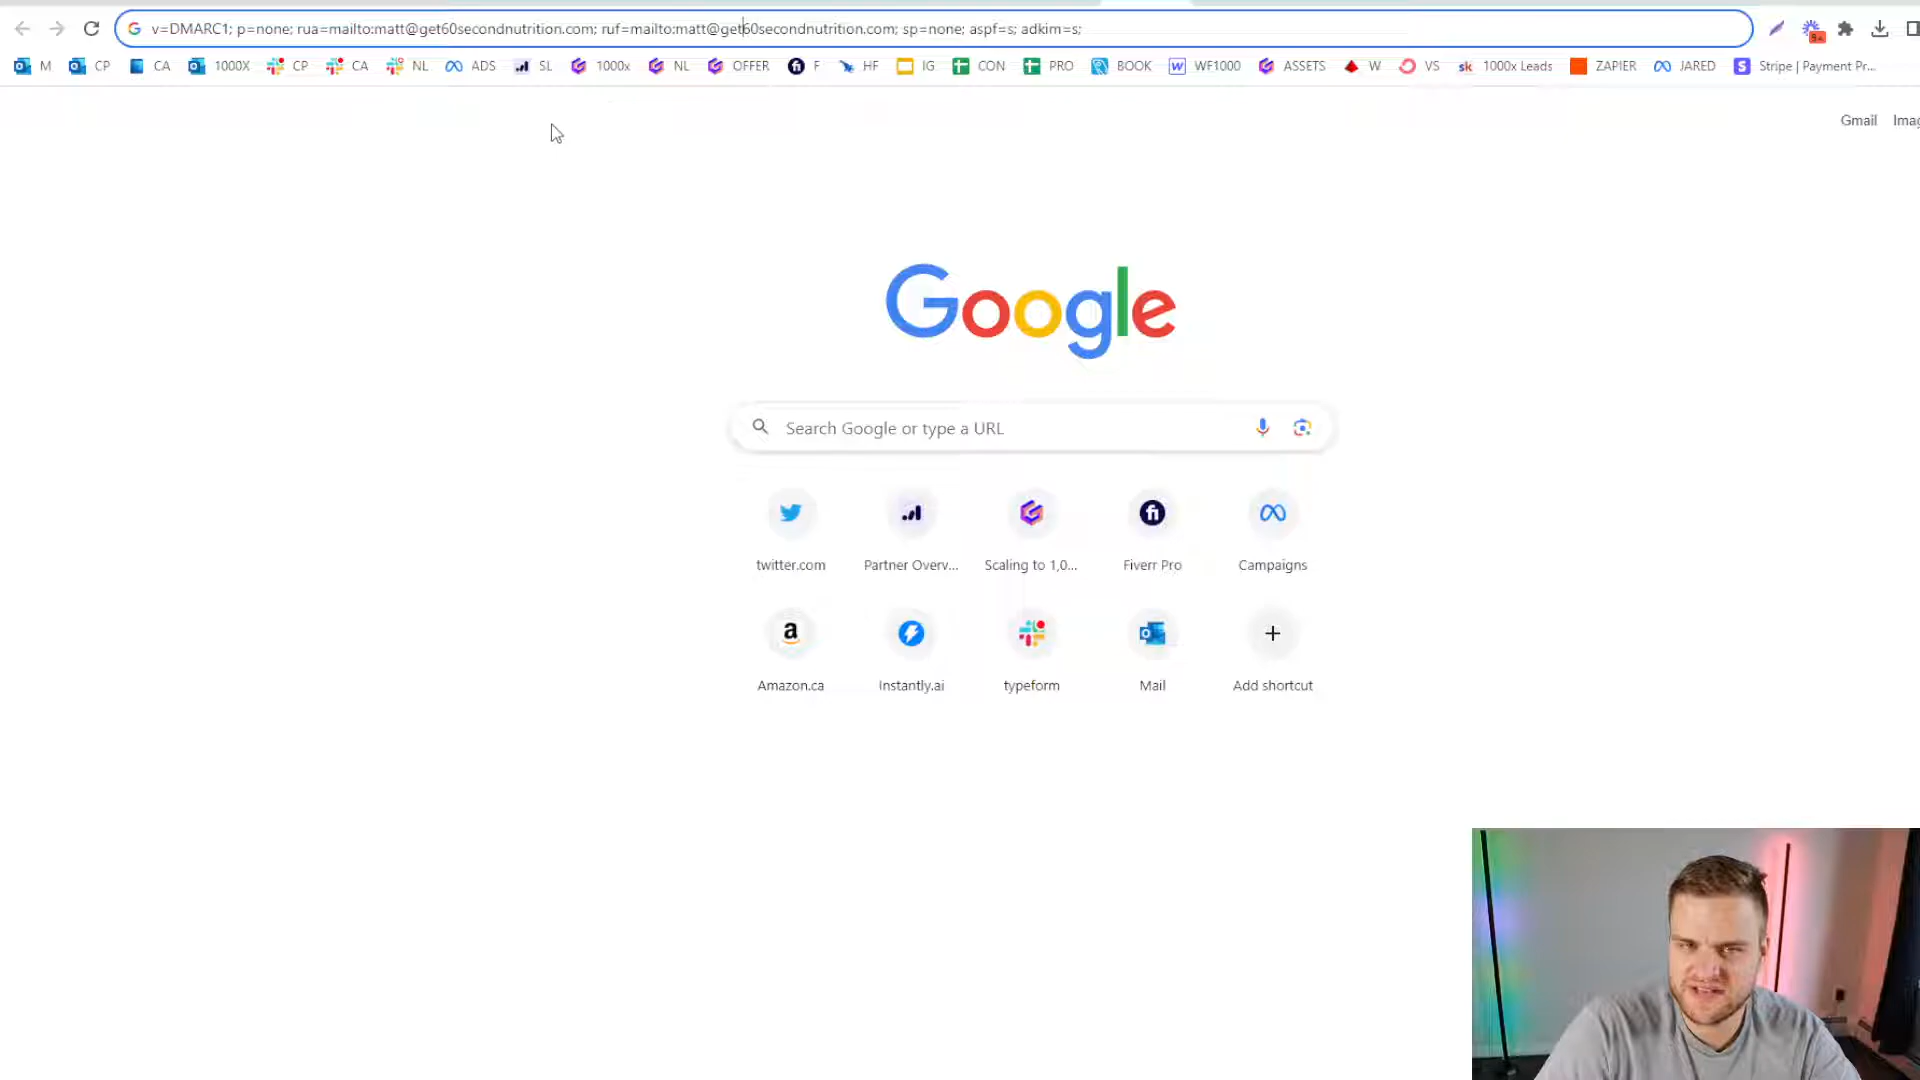 v=DMARC1; p=none; rua=mailto:matt@get60secondnutrition.com; ruf=mailto:matt@get60secondnutrition.com; sp=none; aspf=s; adkim=s;
M CP CA 1000X CP CA NL ADS SL 1000x NL OFFER F HF IG CON PRO BOOK WF1000 ASSETS W VS 1000x Leads ZAPIER JARED Stripe | Payment Pr...
Gmail Imag
Google
Search Google or type a URL
twitter.com Partner Overv... Scaling to 1,0... Fiverr Pro Campaigns
Amazon.ca Instantly.ai typeform Mail Add shortcut